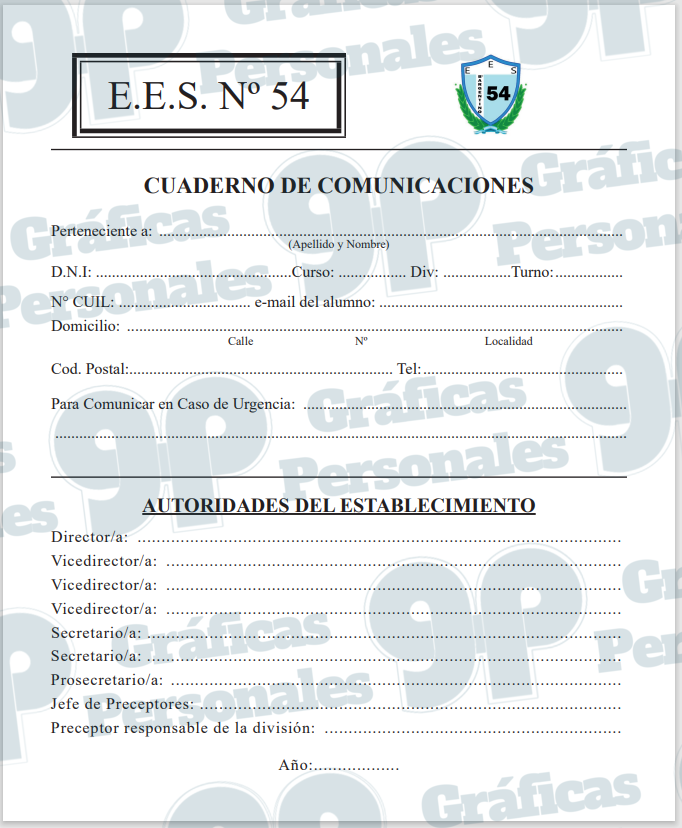 E.E.S. Nº 54
E E S
B. ARGENTINO
54
CUADERNO DE COMUNICACIONES
Perteneciente a: ........................................................................
(Apellido y Nombre)
D.N.I: ................................................Curso: ................. Div: .................Turno:.................
N° CUIL: ................................. e-mail del alumno: .............................................................
Domicilio: ............................................................................................................................
Calle Nº Localidad
Cod. Postal:.................................................................. Tel:..................................................
Para Comunicar en Caso de Urgencia: .................................................................................
...............................................................................................................................................
AUTORIDADES DEL ESTABLECIMIENTO
Director/a: ...................................................................................
Vicedirector/a: ..............................................................................
Vicedirector/a: ..............................................................................
Vicedirector/a: ..............................................................................
Secretario/a: .................................................................................
Secretario/a: .................................................................................
Prosecretario/a: .............................................................................
Jefe de Preceptores: ........................................................................
Preceptor responsable de la división: ...................................................
Año:..................
gp Gráficas Personales